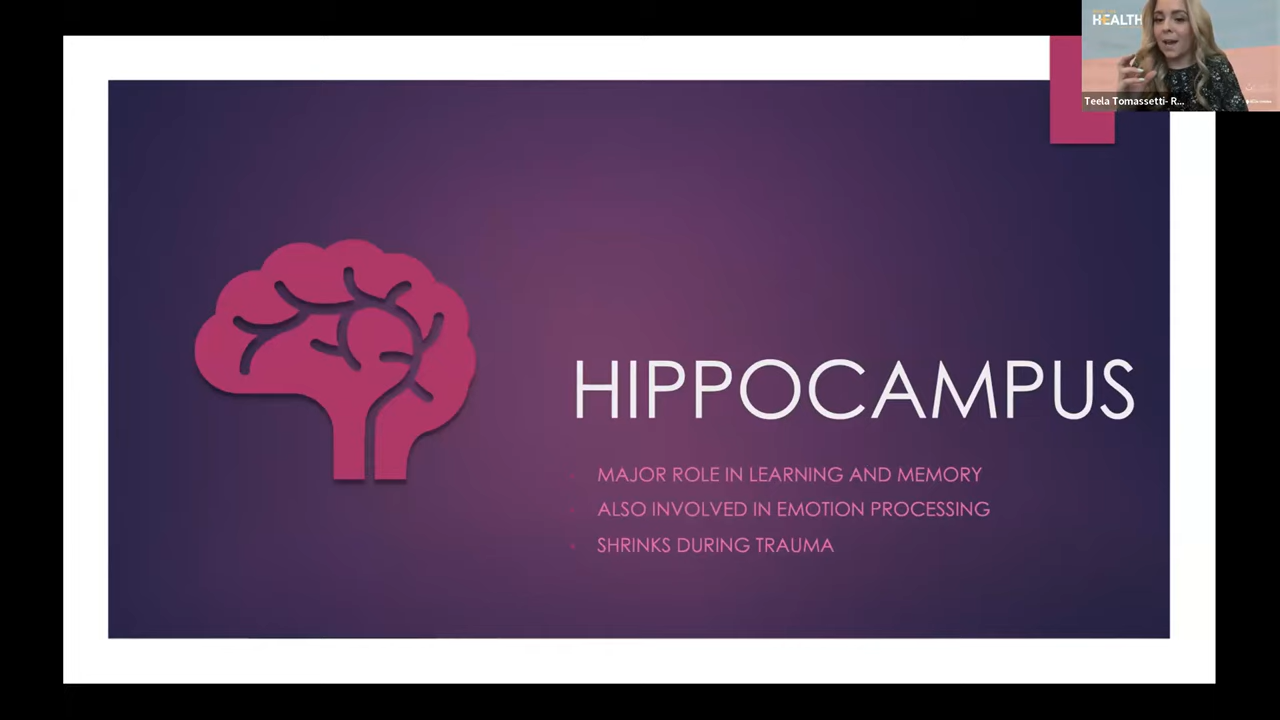 HEALTH
Teela Tomassetti- R...
HIPPOCAMPUS
MAJOR ROLE IN LEARNING AND MEMORY
ALSO INVOLVED IN EMOTION PROCESSING
SHRINKS DURING TRAUMA